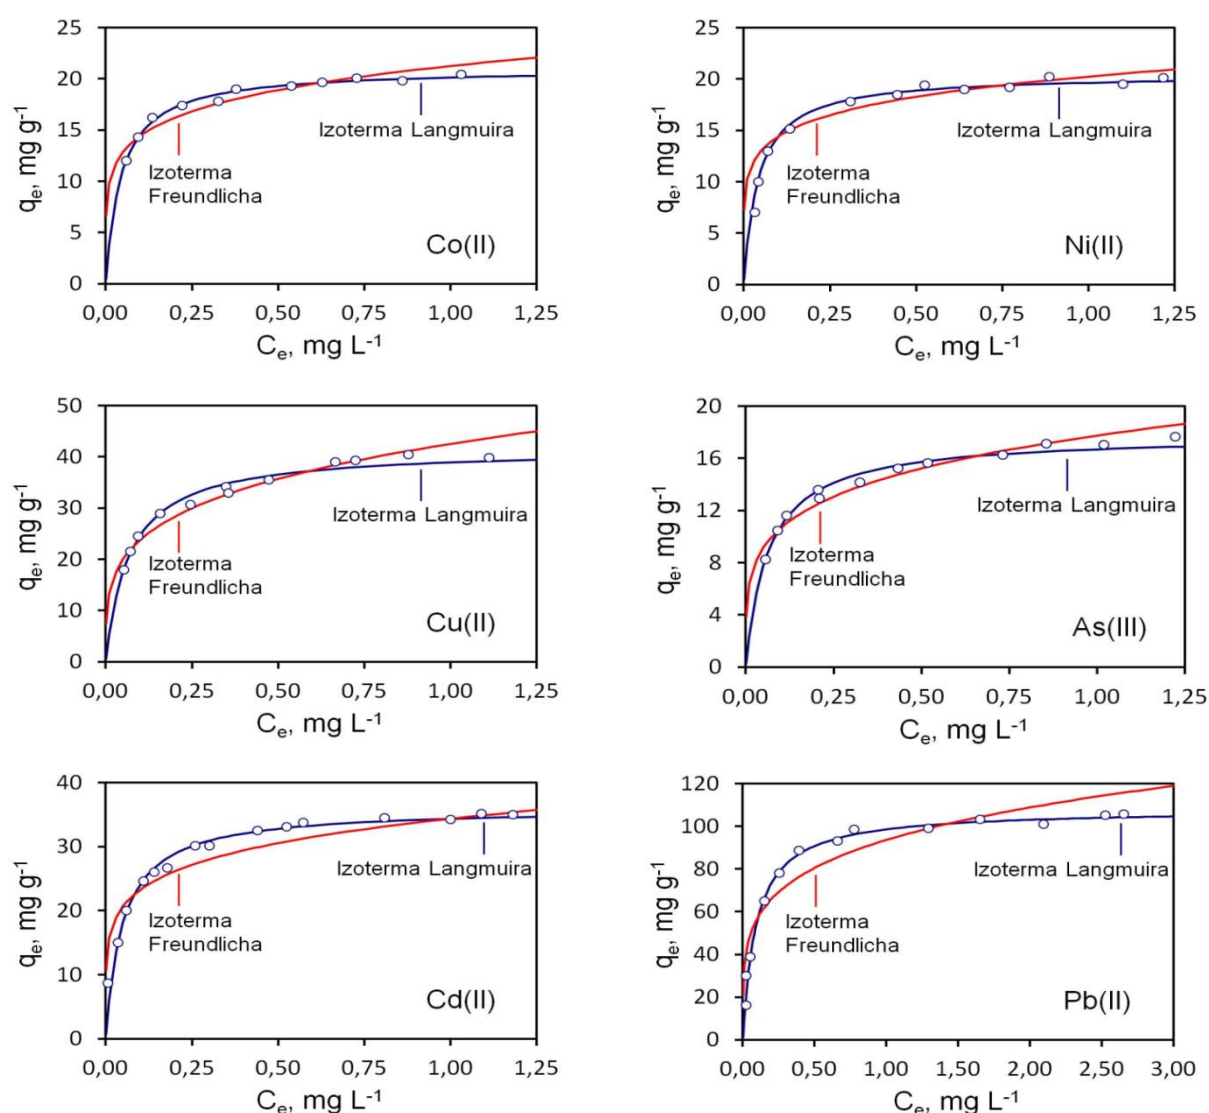 25
20
15
10
5
0
qₑ, mg g⁻¹
Izoterma Langmuira
Izoterma
Freundlicha
Co(II)
0,00 0,25 0,50 0,75 1,00 1,25
Cₑ, mg L⁻¹
25
20
15
10
5
0
qₑ, mg g⁻¹
Izoterma Langmuira
Izoterma
Freundlicha
Ni(II)
0,00 0,25 0,50 0,75 1,00 1,25
Cₑ, mg L⁻¹
50
40
30
20
10
0
qₑ, mg g⁻¹
Izoterma Langmuira
Izoterma
Freundlicha
Cu(II)
0,00 0,25 0,50 0,75 1,00 1,25
Cₑ, mg L⁻¹
20
16
12
8
4
0
qₑ, mg g⁻¹
Izoterma Langmuira
Izoterma
Freundlicha
As(III)
0,00 0,25 0,50 0,75 1,00 1,25
Cₑ, mg L⁻¹
40
30
20
10
0
qₑ, mg g⁻¹
Izoterma Langmuira
Izoterma
Freundlicha
Cd(II)
0,00 0,25 0,50 0,75 1,00 1,25
Cₑ, mg L⁻¹
120
100
80
60
40
20
0
qₑ, mg g⁻¹
Izoterma Langmuira
Izoterma
Freundlicha
Pb(II)
0,00 0,50 1,00 1,50 2,00 2,50 3,00
Cₑ, mg L⁻¹